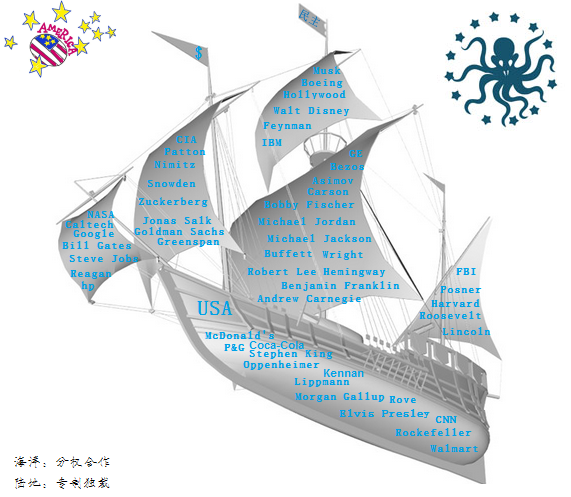 AMERICA
民主
$
Musk
Boeing
Hollywood
Walt Disney
Feynman
IBM
CIA
Patton
Nimitz
Snowden
Zuckerberg
Jonas Salk
Goldman Sachs
Greenspan
GE
Bezos
Asimov
Carson
Bobby Fischer
Michael Jordan
Michael Jackson
Buffett Wright
Robert Lee Hemingway
Benjamin Franklin
Andrew Carnegie
NASA
Caltech
Google
Bill Gates
Steve John
Reagan
hp
FBI
Posner
Harvard
Roosevelt
Lincoln
USA
McDonald's
P&G Coca-Cola
Stephen King
Oppenheimer
Kennan
Lippmann
Morgan Gallup Rove
Elvis Presley CNN
Rockefeller
Walmart
海洋：分权合作
陆地：专制独裁